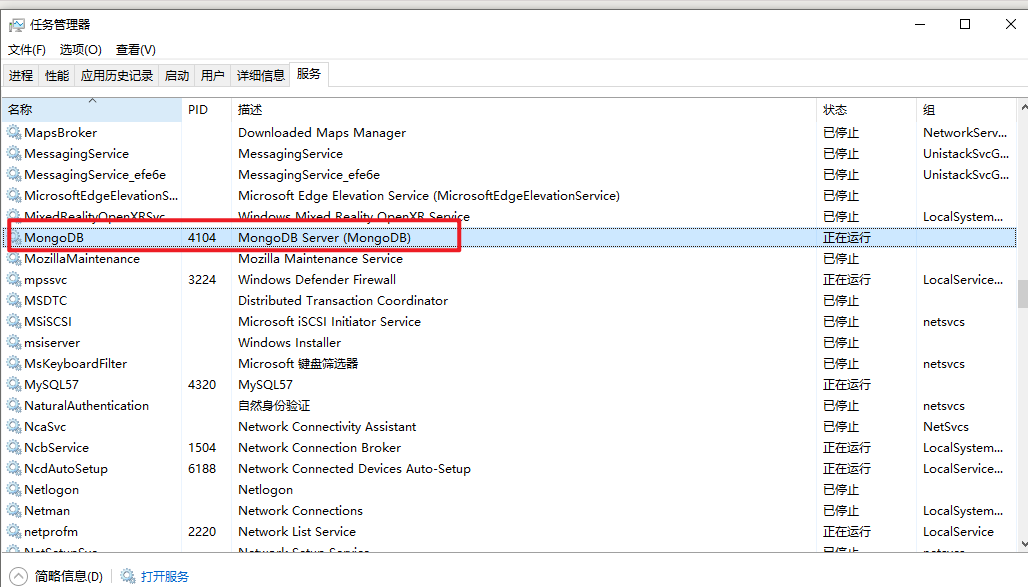 任务管理器
文件(F) 选项(O) 查看(V)
进程 性能 应用历史记录 启动 用户 详细信息 服务
名称 PID 描述 状态 组
MapsBroker Downloaded Maps Manager 已停止 NetworkServ...
MessagingService MessagingService 已停止 UnistackSvcG...
MessagingService_efe6e MessagingService_efe6e 已停止 UnistackSvcG...
MicrosoftEdgeElevationS... Microsoft Edge Elevation Service (MicrosoftEdgeElevationService) 已停止
MixedRealityOpenXRSvc Windows Mixed Reality OpenXR Service 已停止 LocalSystem...
MongoDB 4104 MongoDB Server (MongoDB) 正在运行
MozillaMaintenance Mozilla Maintenance Service 已停止
mpssvc 3224 Windows Defender Firewall 正在运行 LocalService...
MSDTC Distributed Transaction Coordinator 已停止
MSiSCSI Microsoft iSCSI Initiator Service 已停止 netsvcs
msiserver Windows Installer 已停止
MsKeyboardFilter Microsoft 键盘筛选器 已停止 netsvcs
MySQL57 4320 MySQL57 正在运行
NaturalAuthentication 自然身份验证 已停止 netsvcs
NcaSvc Network Connectivity Assistant 已停止 NetSvcs
NcbService 1504 Network Connection Broker 正在运行 LocalSystem...
NcdAutoSetup 6188 Network Connected Devices Auto-Setup 正在运行 LocalService...
Netlogon Netlogon 已停止
Netman Network Connections 已停止 LocalSystem...
netprofm 2220 Network List Service 正在运行 LocalService
NetSetupSvc Network Setup Service 已停止 netsvcs
简略信息(D) 打开服务